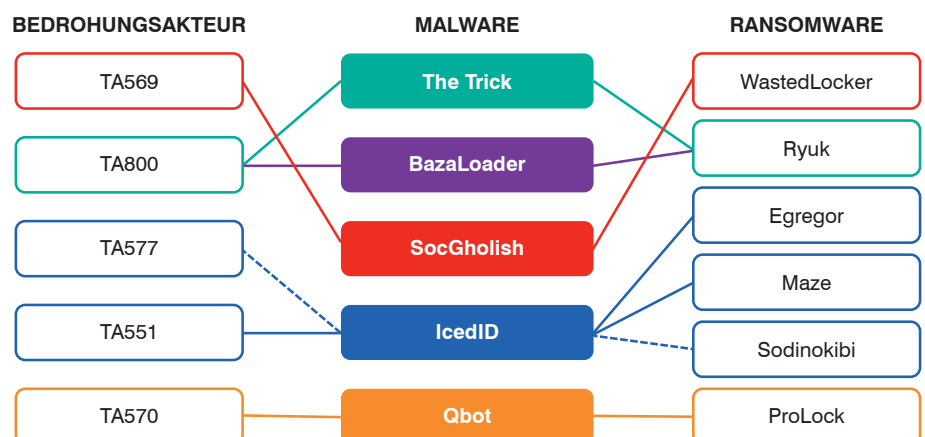 BEDROHUNGSAKTEUR MALWARE RANSOMWARE
TA569 The Trick WastedLocker
TA800 BazaLoader Ryuk
TA577 SocGholish Egregor
Maze
TA551 IcedID Sodinokibi
TA570 Qbot ProLock